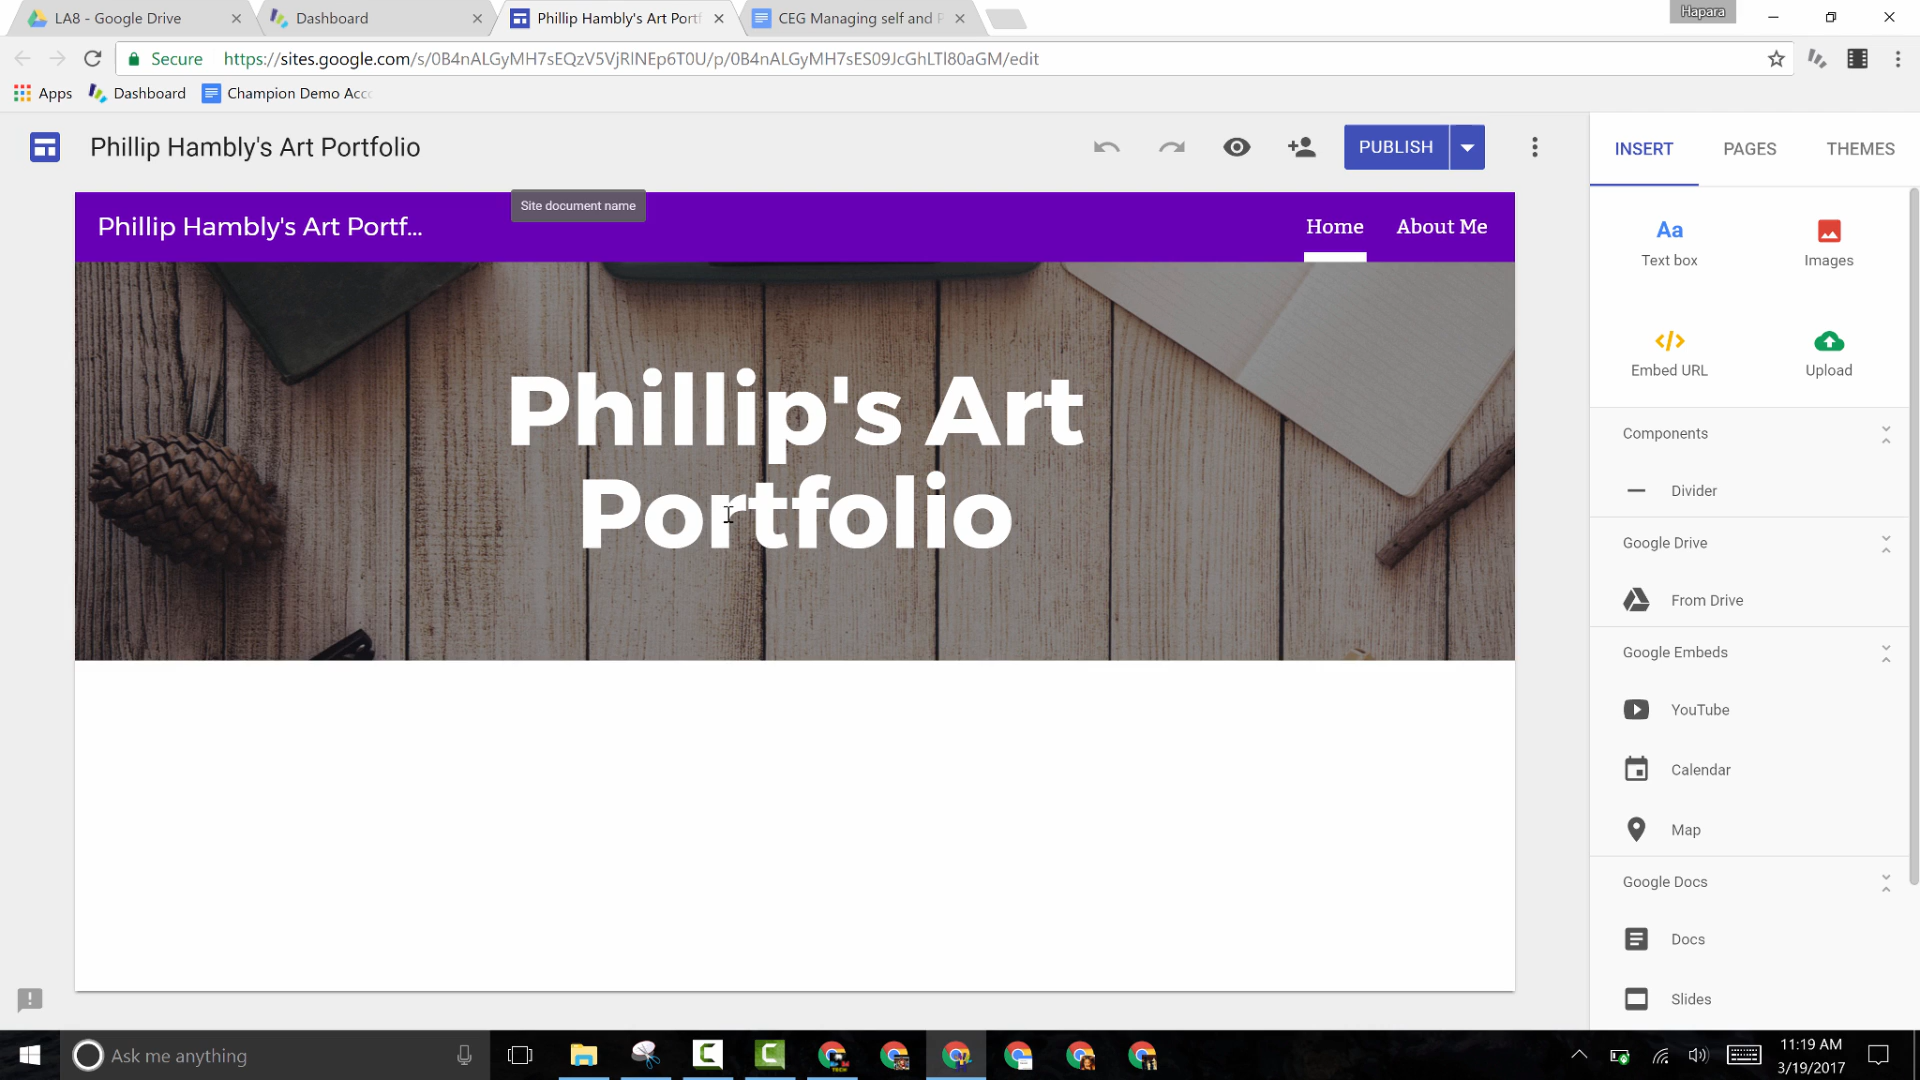 LA8 - Google Drive
Dashboard
Phillip Hambly's Art Portf
CEG Managing self and F
Hapara
Secure https://sites.google.com/s/0B4nALGyMH7sEQzV5VjRlNEp6T0U/p/0B4nALGyMH7sES09JcGhLTl80aGM/edit
Apps
Dashboard
Champion Demo Acc
Phillip Hambly's Art Portfolio
PUBLISH
INSERT
PAGES
THEMES
Site document name
Phillip Hambly's Art Portf...
Home
About Me
Aa
Text box
Images
Embed URL
Upload
Phillip's Art
Portfolio
Components
Divider
Google Drive
From Drive
Google Embeds
YouTube
Calendar
Map
Google Docs
Docs
Slides
Ask me anything
11:19 AM
3/19/2017